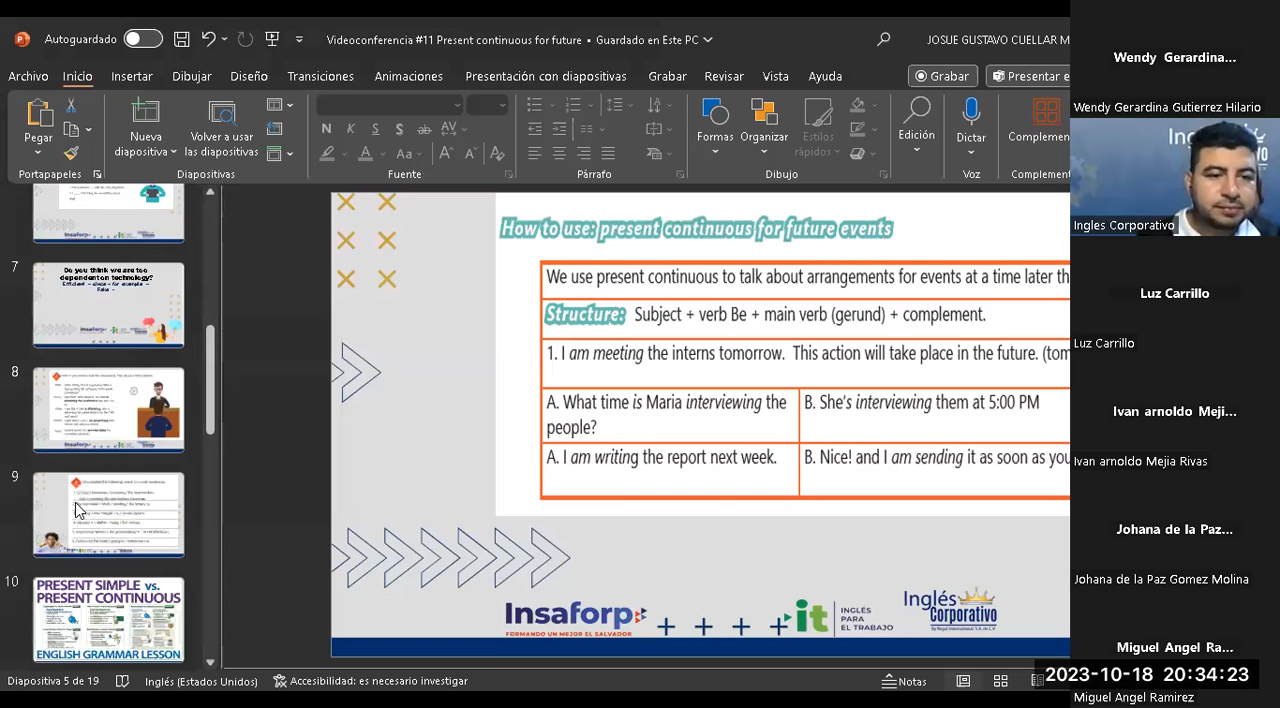 Autoguardado
Videoconferencia #11 Present continuous for future • Guardado en Este PC
JOSUE GUSTAVO CUELLAR M
Archivo Inicio Insertar Dibujar Diseño Transiciones Animaciones Presentación con diapositivas Grabar Revisar Vista Ayuda
Grabar
Presentar e
Pegar
Nueva diapositiva
Volver a usar las diapositivas
Formas
Organizar
Estilos rápidos
Edición
Dictar
Complemen
Portapapeles
Diapositivas
Fuente
Párrafo
Dibujo
Voz
Complement
7
Do you think we are too
dependent on technology?
Efficient – since – for example –
8
9
10
PRESENT SIMPLE vs.
PRESENT CONTINUOUS
ENGLISH GRAMMAR LESSON
How to use: present continuous for future events
We use present continuous to talk about arrangements for events at a time later th
Structure: Subject + verb Be + main verb (gerund) + complement.
1. I am meeting the interns tomorrow. This action will take place in the future. (tom
A. What time is Maria interviewing the
people?
B. She's interviewing them at 5:00 PM
A. I am writing the report next week.
B. Nice! and I am sending it as soon as you
Insaforp
FORMANDO UN MEJOR EL SALVADOR
it
INGLÉS
PARA
EL TRABAJO
Inglés
Corporativo
Wendy Gerardina...
Wendy Gerardina Gutierrez Hilario
Ingles Corporativo
Luz Carrillo
Luz Carrillo
Ivan arnoldo Meji...
Ivan arnoldo Mejia Rivas
Johana de la Paz...
Johana de la Paz Gomez Molina
Miguel Angel Ra...
2023-10-18 20:34:23
Miguel Angel Ramirez
Diapositiva 5 de 19
Inglés (Estados Unidos)
Accesibilidad: es necesario investigar
Notas